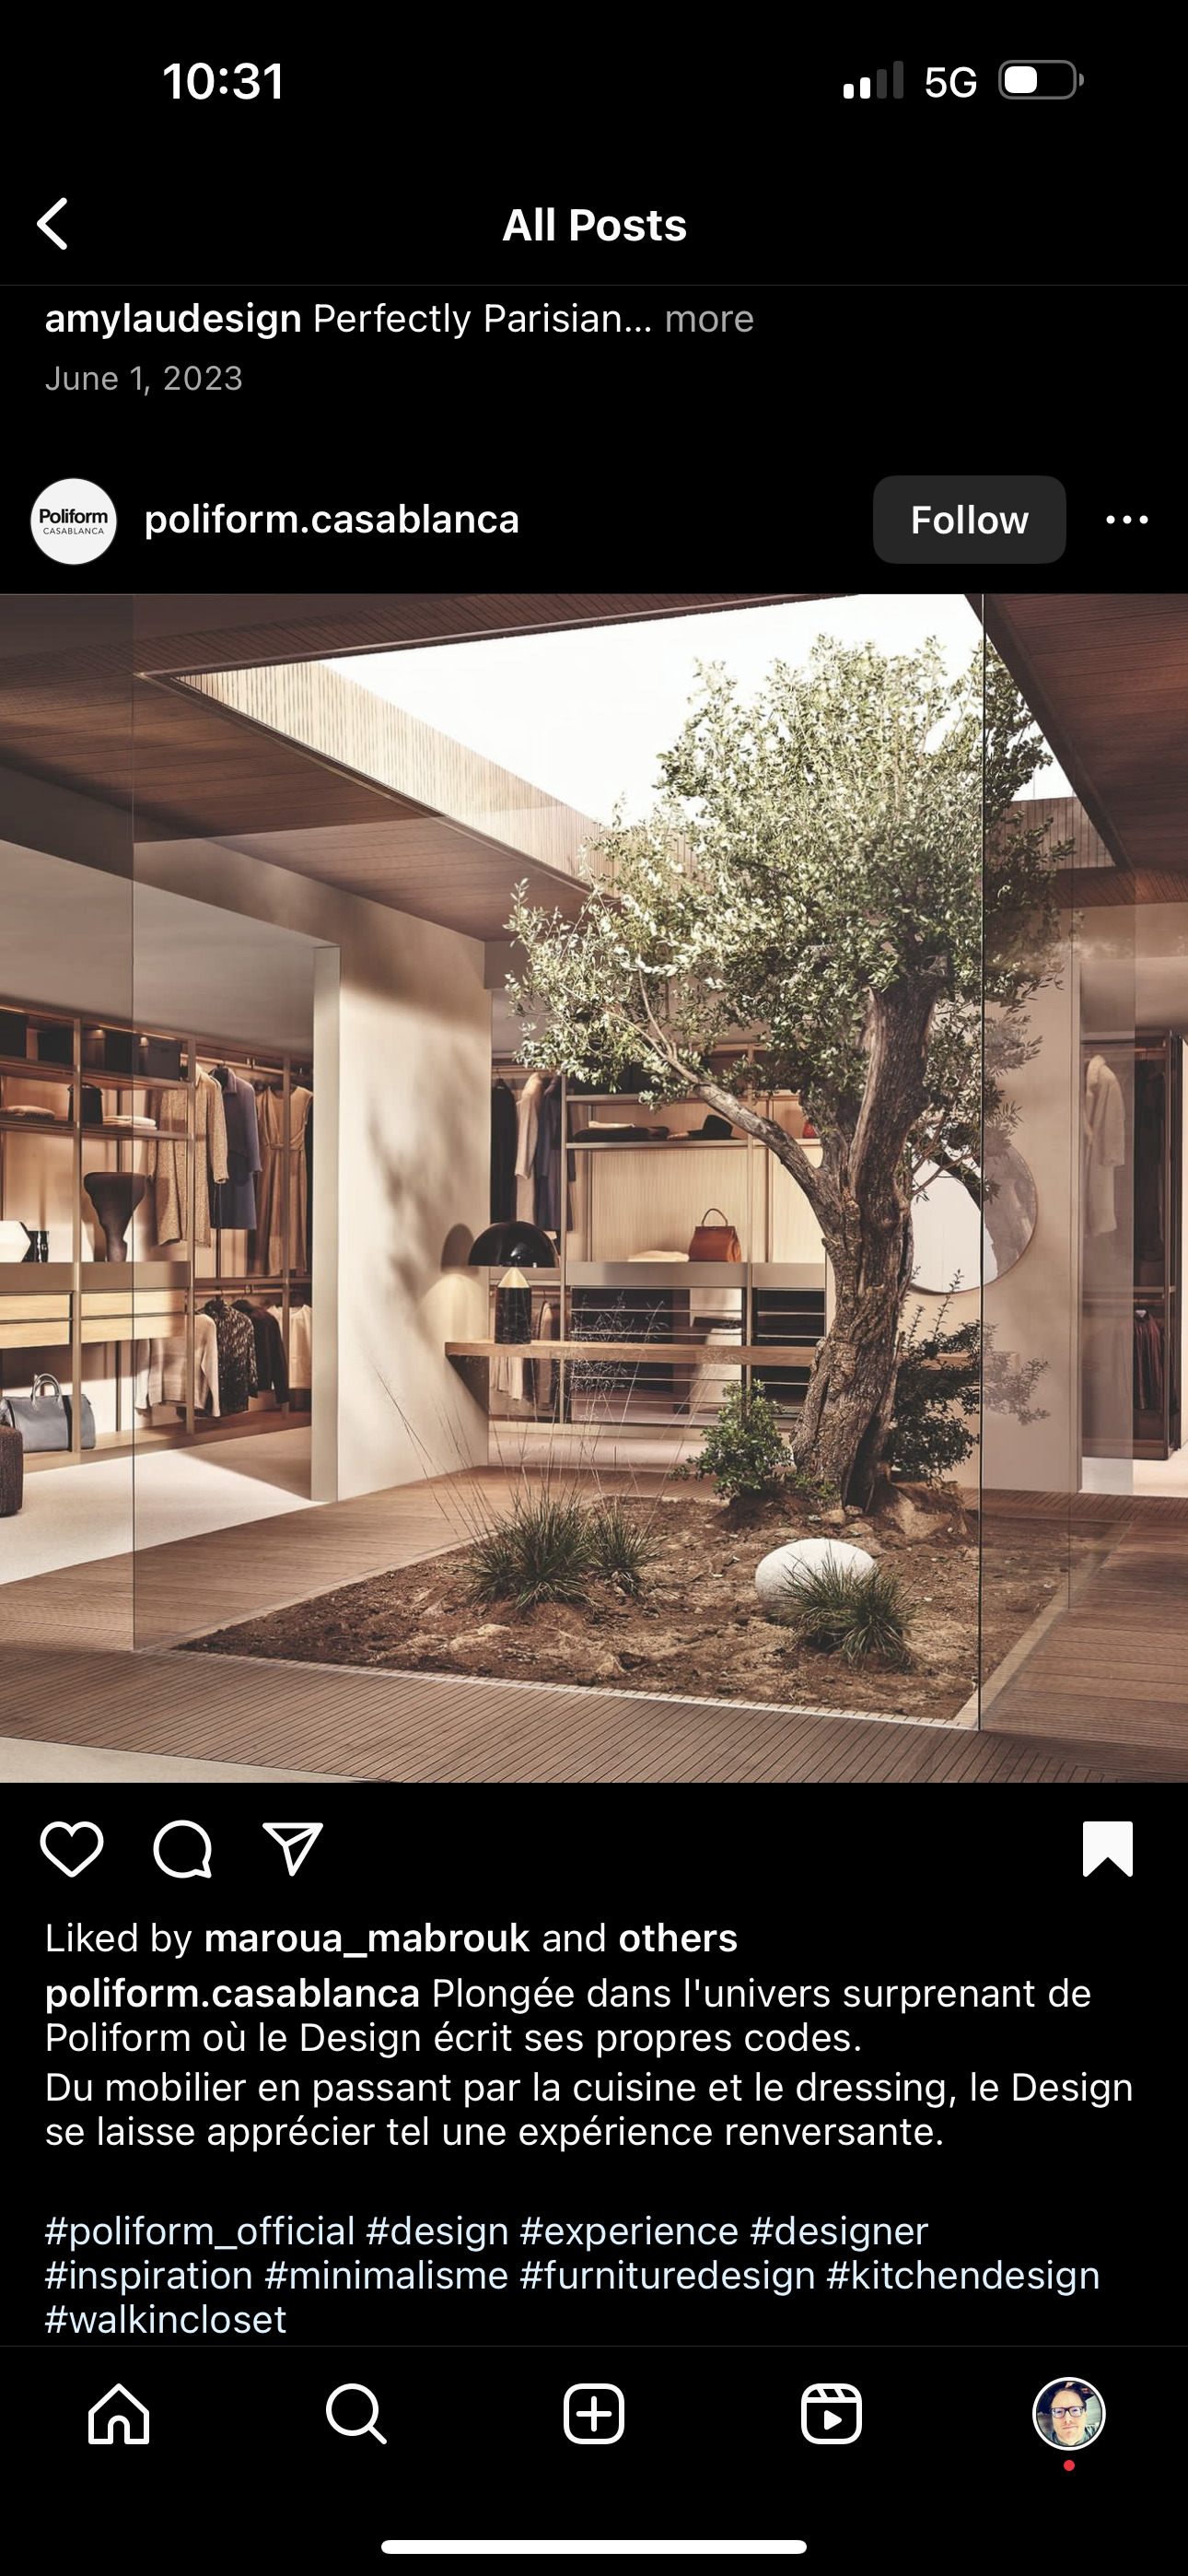 10:31
5G
All Posts
amylaudesign Perfectly Parisian... more
June 1, 2023
Poliform
CASABLANCA
poliform.casablanca
Follow
Liked by maroua_mabrouk and others
poliform.casablanca Plongée dans l'univers surprenant de
Poliform où le Design écrit ses propres codes.
Du mobilier en passant par la cuisine et le dressing, le Design
se laisse apprécier tel une expérience renversante.
#poliform_official #design #experience #designer
#inspiration #minimalisme #furnituredesign #kitchendesign
#walkincloset